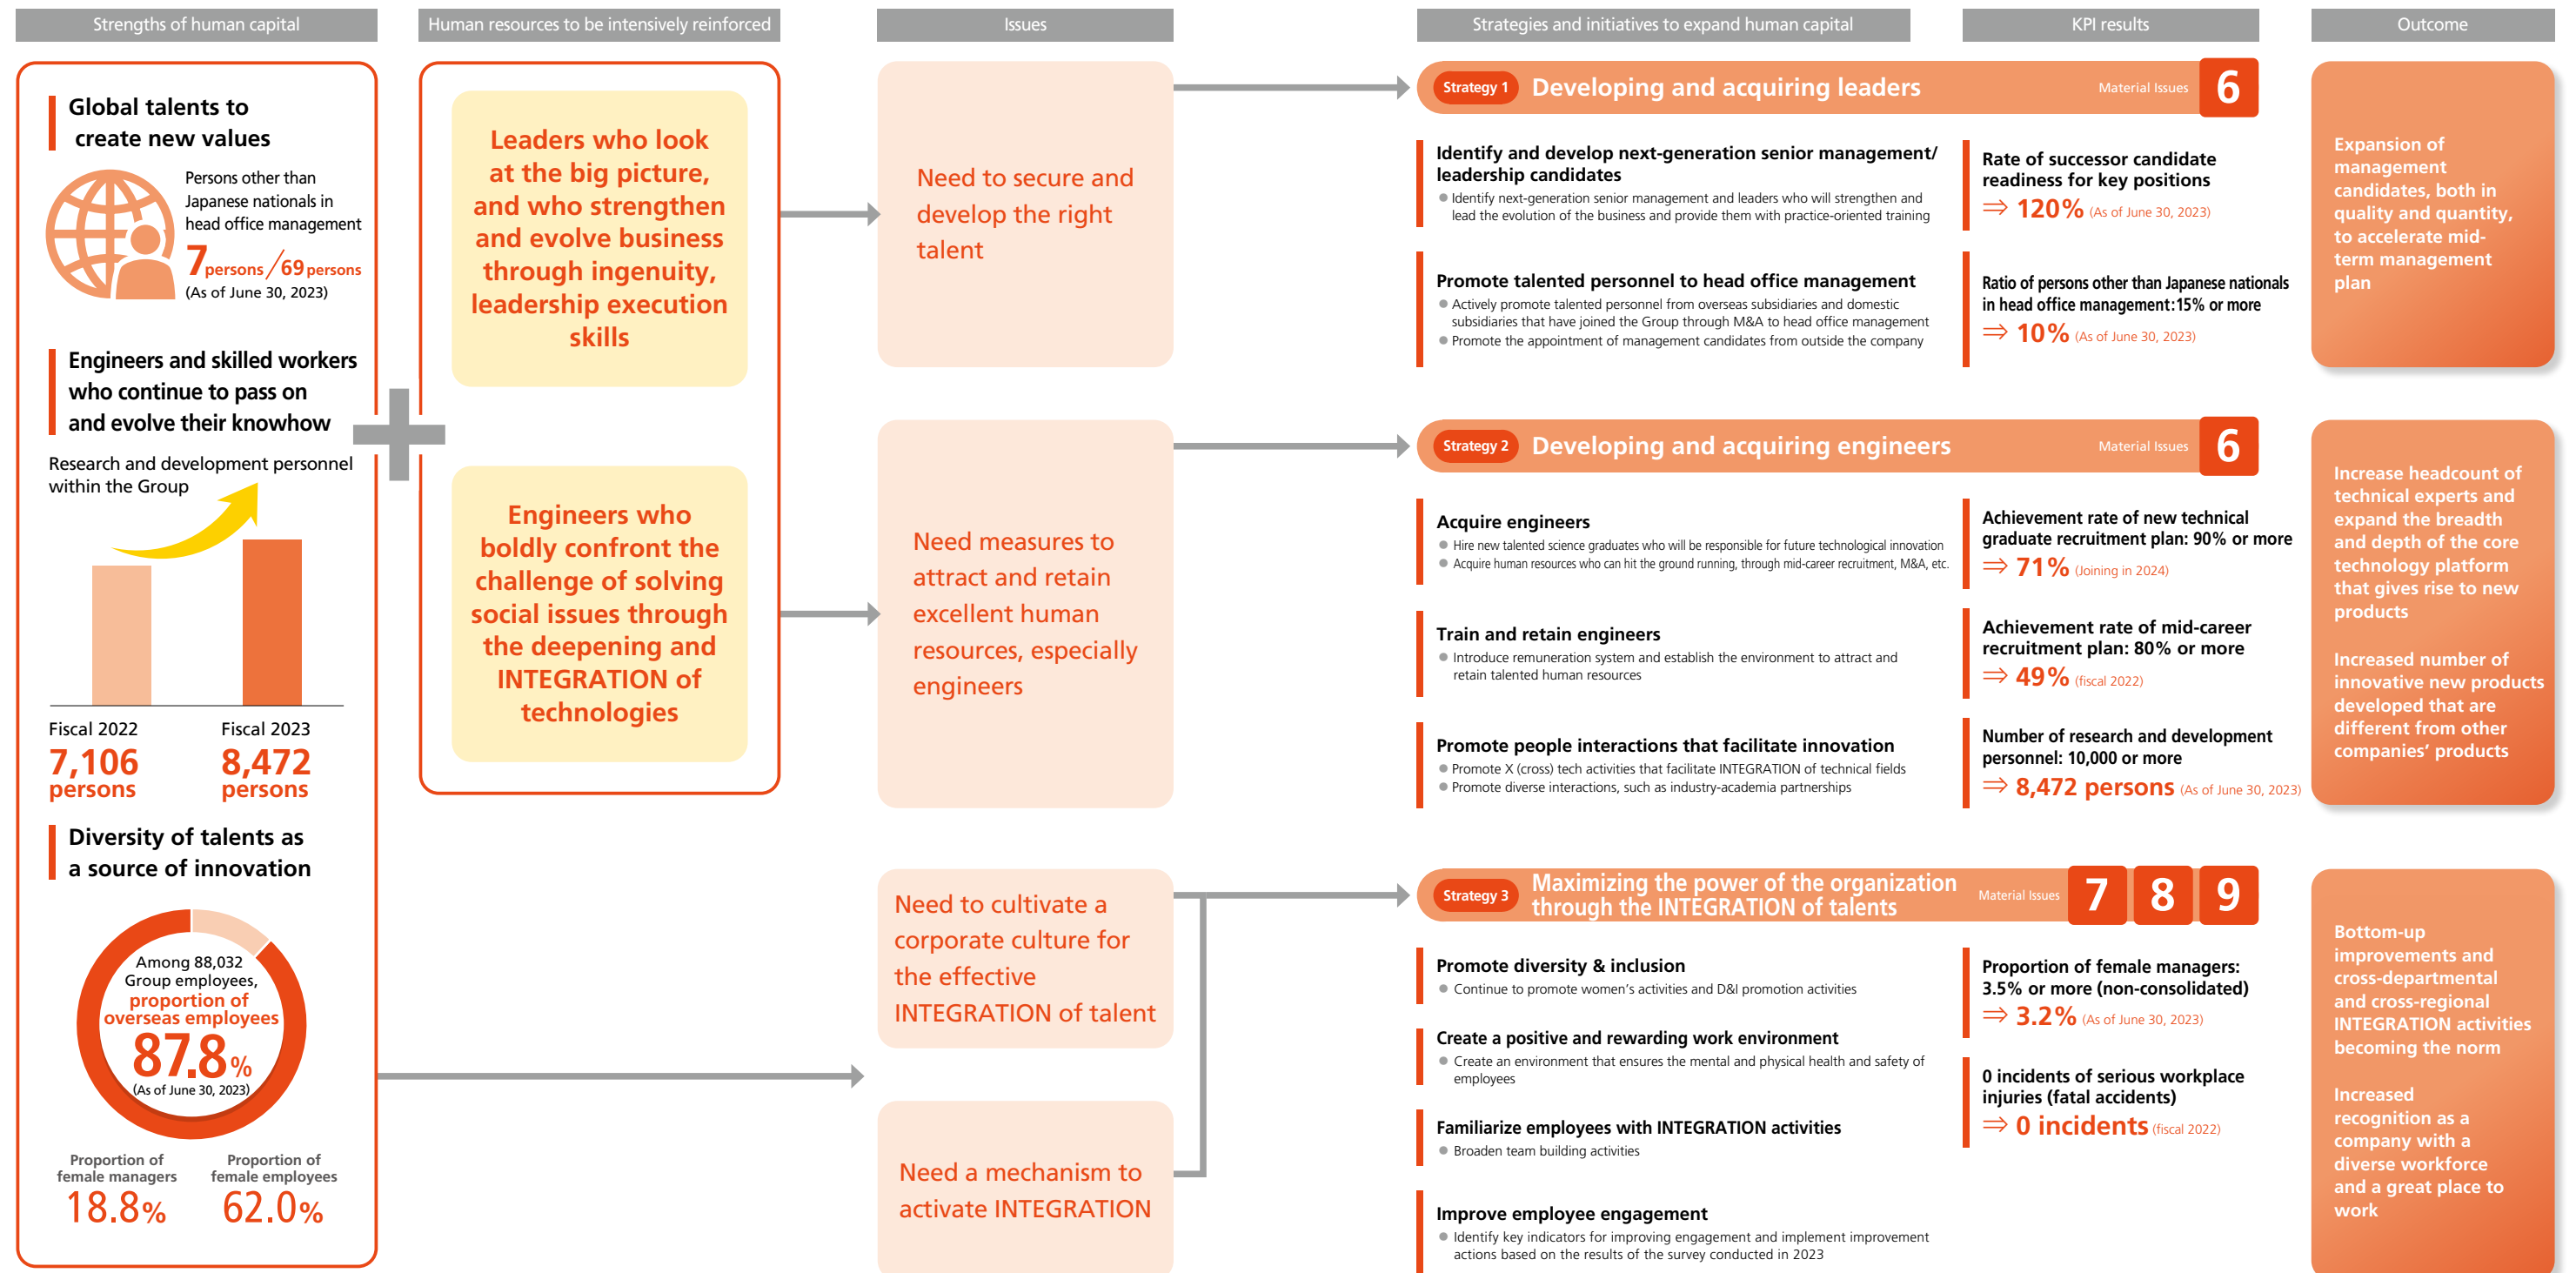 Strengths of human capital
Human resources to be intensively reinforced
Issues
Strategies and initiatives to expand human capital
KPI results
Outcome
Global talents to
create new values
Persons other than
Japanese nationals in
head office management
7 persons / 69 persons
(As of June 30, 2023)
Engineers and skilled workers
who continue to pass on
and evolve their knowhow
Research and development personnel
within the Group
Fiscal 2022
7,106
persons
Fiscal 2023
8,472
persons
Diversity of talents as
a source of innovation
Among 88,032
Group employees,
proportion of
overseas employees
87.8%
(As of June 30, 2023)
Proportion of
female managers
18.8%
Proportion of
female employees
62.0%
Leaders who look
at the big picture,
and who strengthen
and evolve business
through ingenuity,
leadership execution
skills
Engineers who
boldly confront the
challenge of solving
social issues through
the deepening and
INTEGRATION of
technologies
Need to secure and
develop the right
talent
Need measures to
attract and retain
excellent human
resources, especially
engineers
Need to cultivate a
corporate culture for
the effective
INTEGRATION of talent
Need a mechanism to
activate INTEGRATION
Strategy 1 Developing and acquiring leaders Material Issues 6
Identify and develop next-generation senior management/
leadership candidates
● Identify next-generation senior management and leaders who will strengthen and
lead the evolution of the business and provide them with practice-oriented training
Promote talented personnel to head office management
● Actively promote talented personnel from overseas subsidiaries and domestic
subsidiaries that have joined the Group through M&A to head office management
● Promote the appointment of management candidates from outside the company
Rate of successor candidate
readiness for key positions
⇒ 120% (As of June 30, 2023)
Ratio of persons other than Japanese nationals
in head office management:15% or more
⇒ 10% (As of June 30, 2023)
Expansion of
management
candidates, both in
quality and quantity,
to accelerate mid-
term management
plan
Strategy 2 Developing and acquiring engineers Material Issues 6
Acquire engineers
● Hire new talented science graduates who will be responsible for future technological innovation
● Acquire human resources who can hit the ground running, through mid-career recruitment, M&A, etc.
Train and retain engineers
● Introduce remuneration system and establish the environment to attract and
retain talented human resources
Promote people interactions that facilitate innovation
● Promote X (cross) tech activities that facilitate INTEGRATION of technical fields
● Promote diverse interactions, such as industry-academia partnerships
Achievement rate of new technical
graduate recruitment plan: 90% or more
⇒ 71% (Joining in 2024)
Achievement rate of mid-career
recruitment plan: 80% or more
⇒ 49% (fiscal 2022)
Number of research and development
personnel: 10,000 or more
⇒ 8,472 persons (As of June 30, 2023)
Increase headcount of
technical experts and
expand the breadth
and depth of the core
technology platform
that gives rise to new
products
Increased number of
innovative new products
developed that are
different from other
companies’ products
Strategy 3 Maximizing the power of the organization
through the INTEGRATION of talents
Material Issues 7 8 9
Promote diversity & inclusion
● Continue to promote women’s activities and D&I promotion activities
Create a positive and rewarding work environment
● Create an environment that ensures the mental and physical health and safety of
employees
Familiarize employees with INTEGRATION activities
● Broaden team building activities
Improve employee engagement
● Identify key indicators for improving engagement and implement improvement
actions based on the results of the survey conducted in 2023
Proportion of female managers:
3.5% or more (non-consolidated)
⇒ 3.2% (As of June 30, 2023)
0 incidents of serious workplace
injuries (fatal accidents)
⇒ 0 incidents (fiscal 2022)
Bottom-up
improvements and
cross-departmental
and cross-regional
INTEGRATION activities
becoming the norm
Increased
recognition as a
company with a
diverse workforce
and a great place to
work